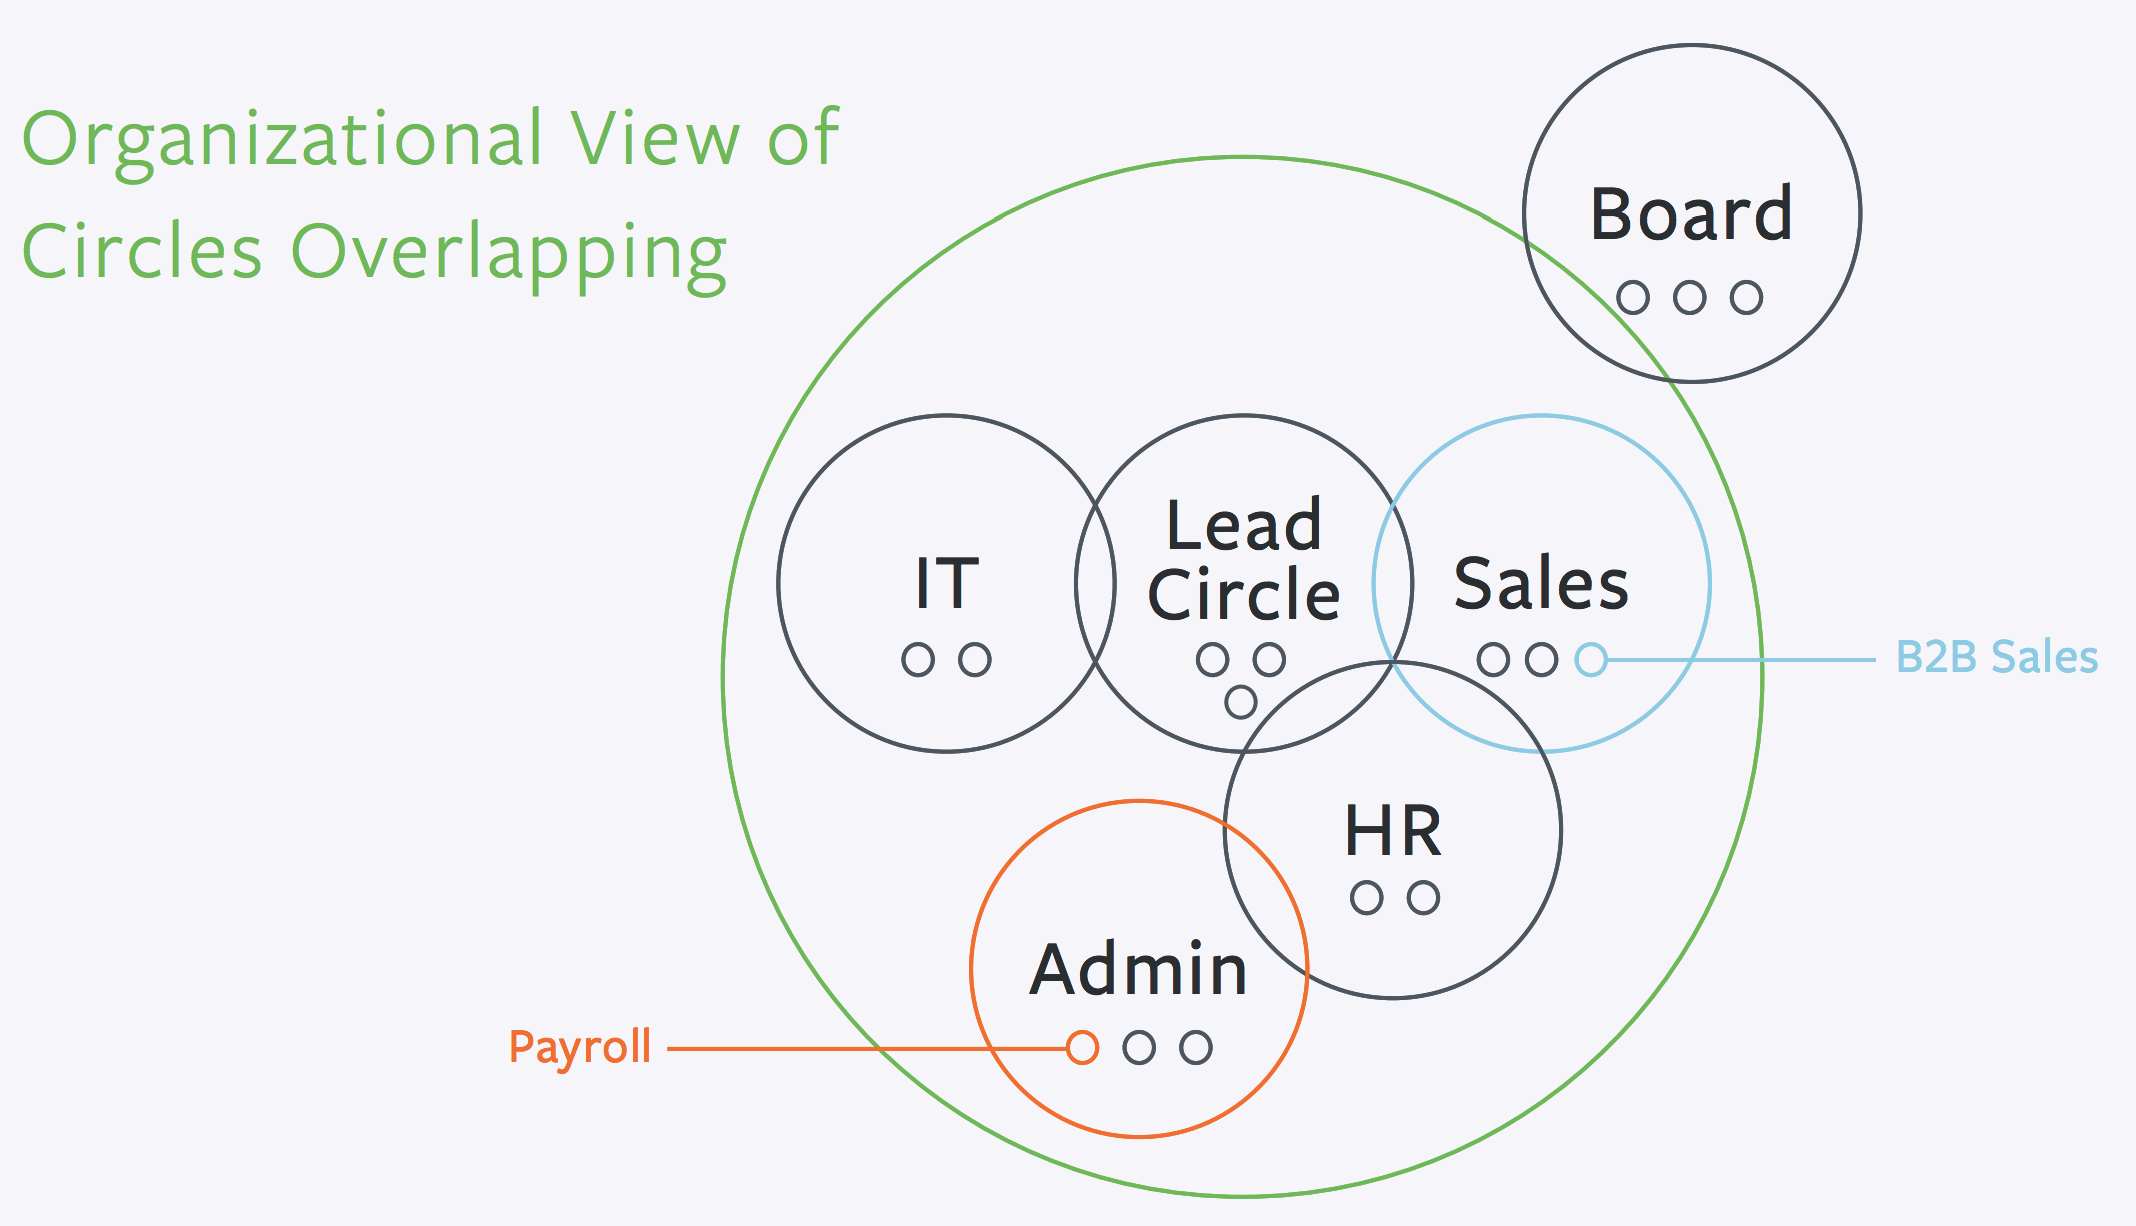 Organizational View of
Circles Overlapping
Board
IT
Lead
Circle
Sales
B2B Sales
HR
Admin
Payroll